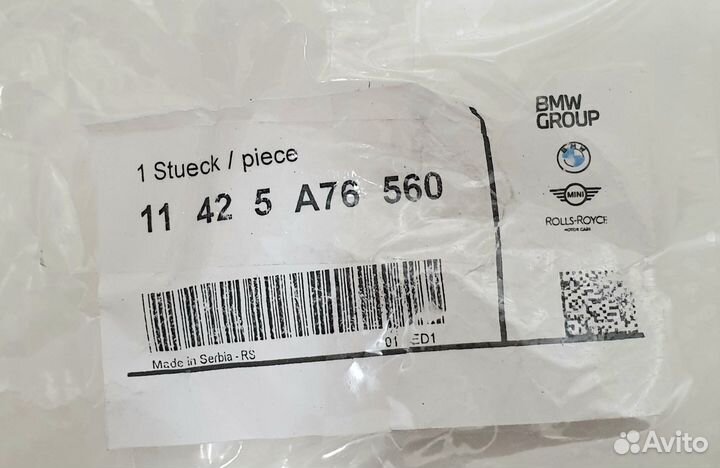 1 Stueck / piece
11 42 5 A76 560
01 ED1
Made in Serbia - RS
BMW
GROUP
BMW
MINI
ROLLS-ROYCE
MOTOR CARS
Avito